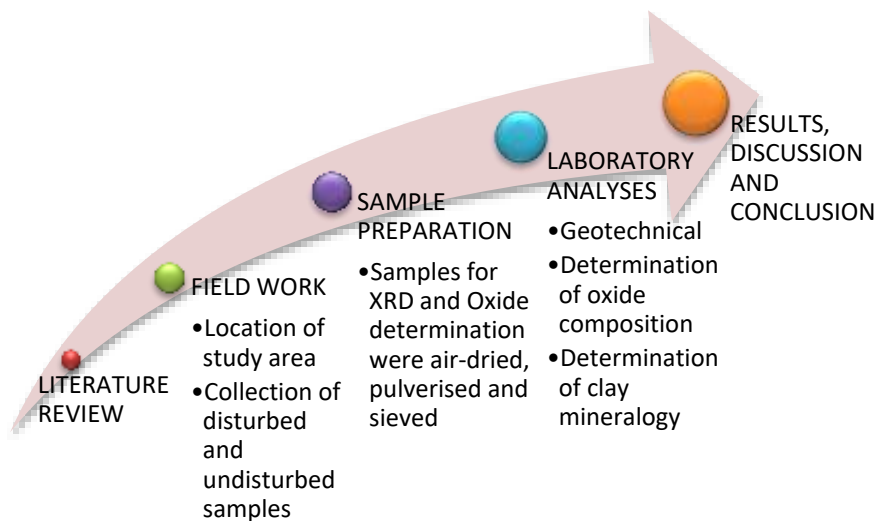 LITERATURE
REVIEW
FIELD WORK
•Location of
study area
•Collection of
disturbed
and
undisturbed
samples
SAMPLE
PREPARATION
•Samples for
XRD and Oxide
determination
were air-dried,
pulverised and
sieved
LABORATORY
ANALYSES
•Geotechnical
•Determination
of oxide
composition
•Determination
of clay
mineralogy
RESULTS,
DISCUSSION
AND
CONCLUSION